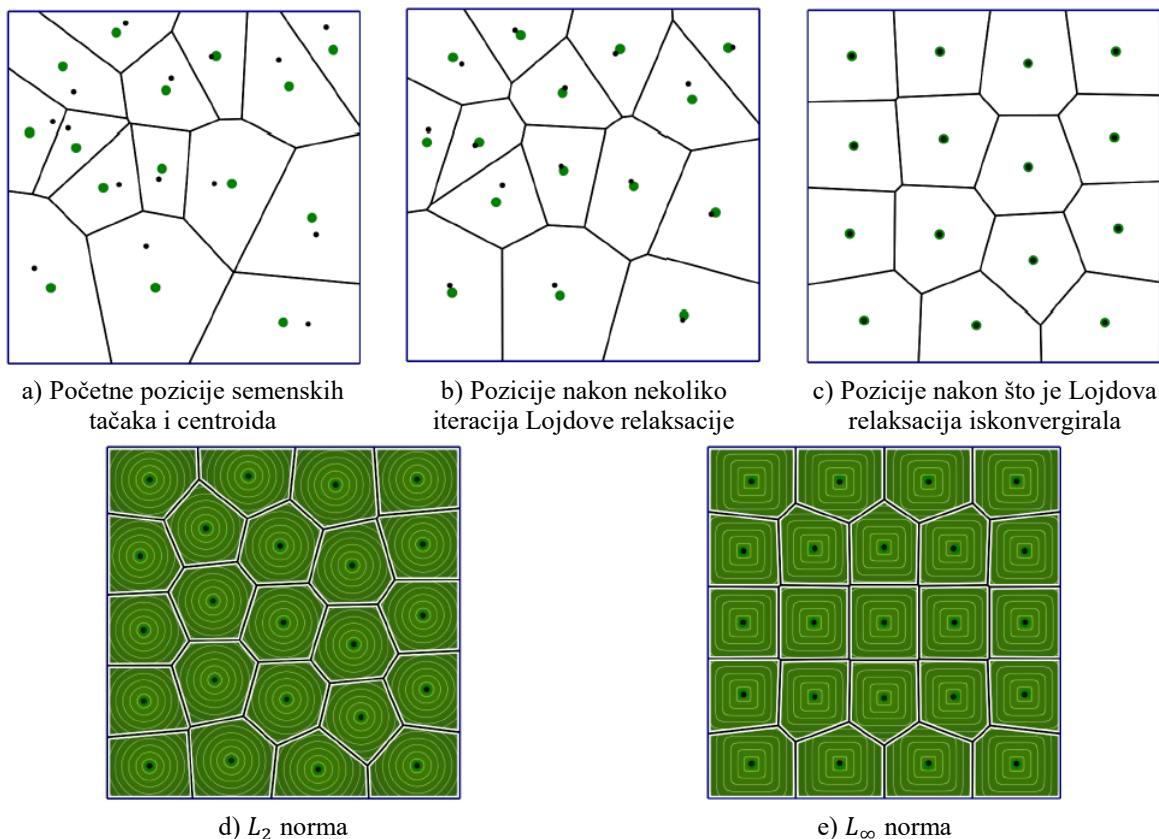 a) Početne pozicije semenskih
tačaka i centroida
b) Pozicije nakon nekoliko
iteracija Lojdove relaksacije
c) Pozicije nakon što je Lojdova
relaksacija iskonvergirala
d) L₂ norma
e) L∞ norma